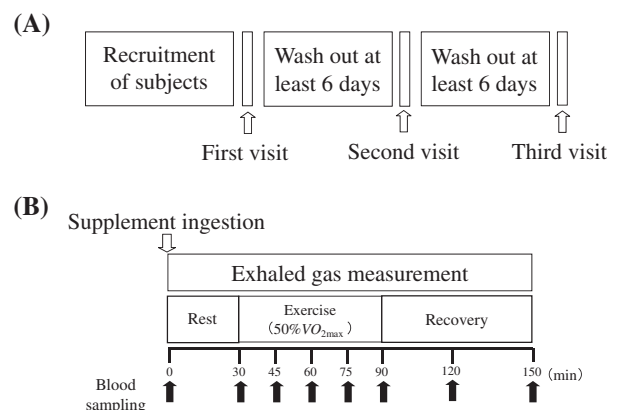 (A)
Recruitment
of subjects
Wash out at
least 6 days
Wash out at
least 6 days
First visit
Second visit
Third visit
(B)
Supplement ingestion
Exhaled gas measurement
Rest
Exercise
(50%VO2max)
Recovery
0 30 45 60 75 90 120 150 (min)
Blood
sampling